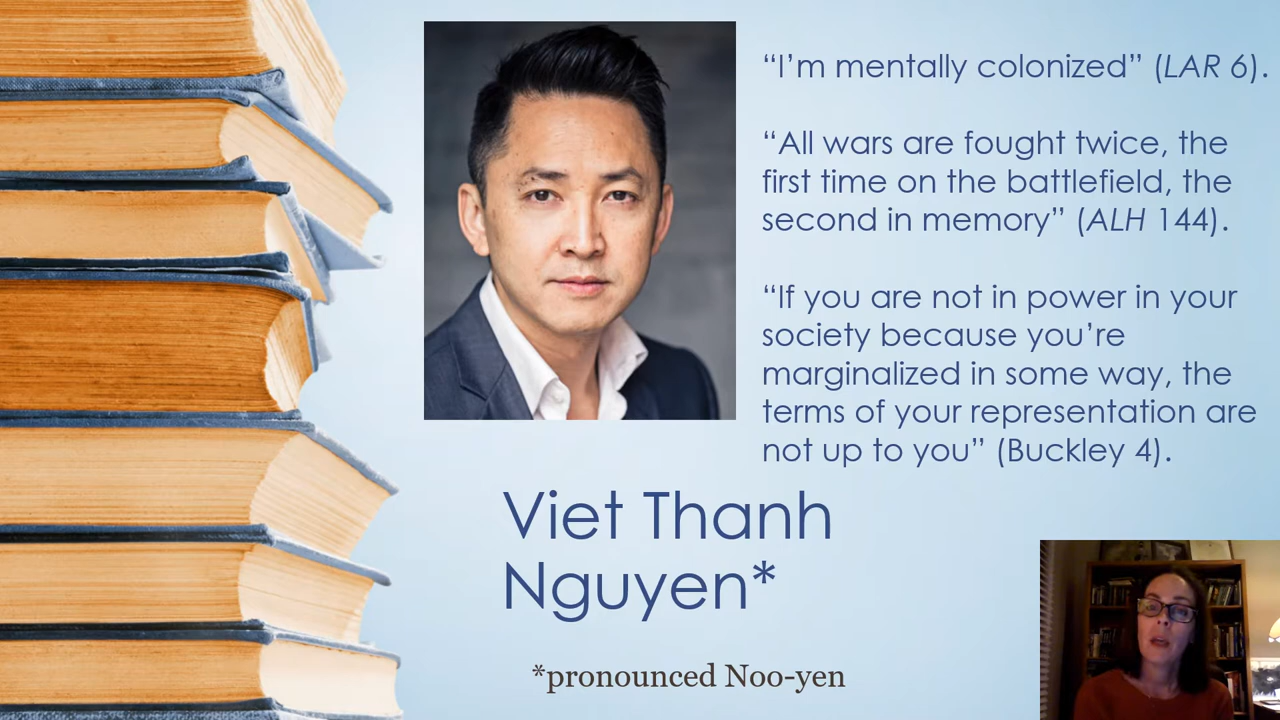 “I’m mentally colonized” (LAR 6).
“All wars are fought twice, the
first time on the battlefield, the
second in memory” (ALH 144).
“If you are not in power in your
society because you’re
marginalized in some way, the
terms of your representation are
not up to you” (Buckley 4).
Viet Thanh
Nguyen*
*pronounced Noo-yen